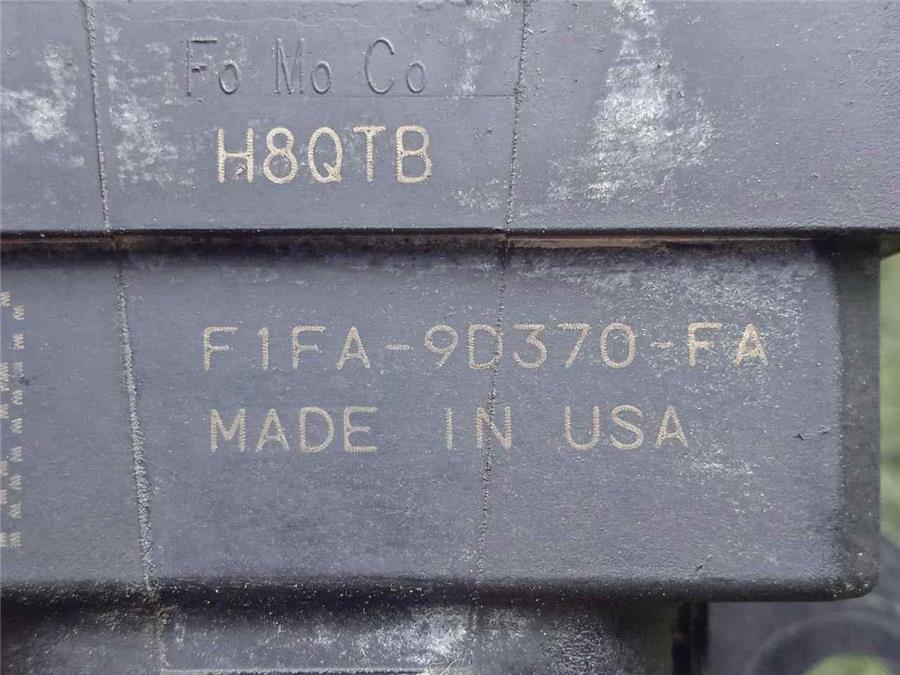 Fo Mo Co
H8QTB
F1FA-9D370-FA
MADE IN USA